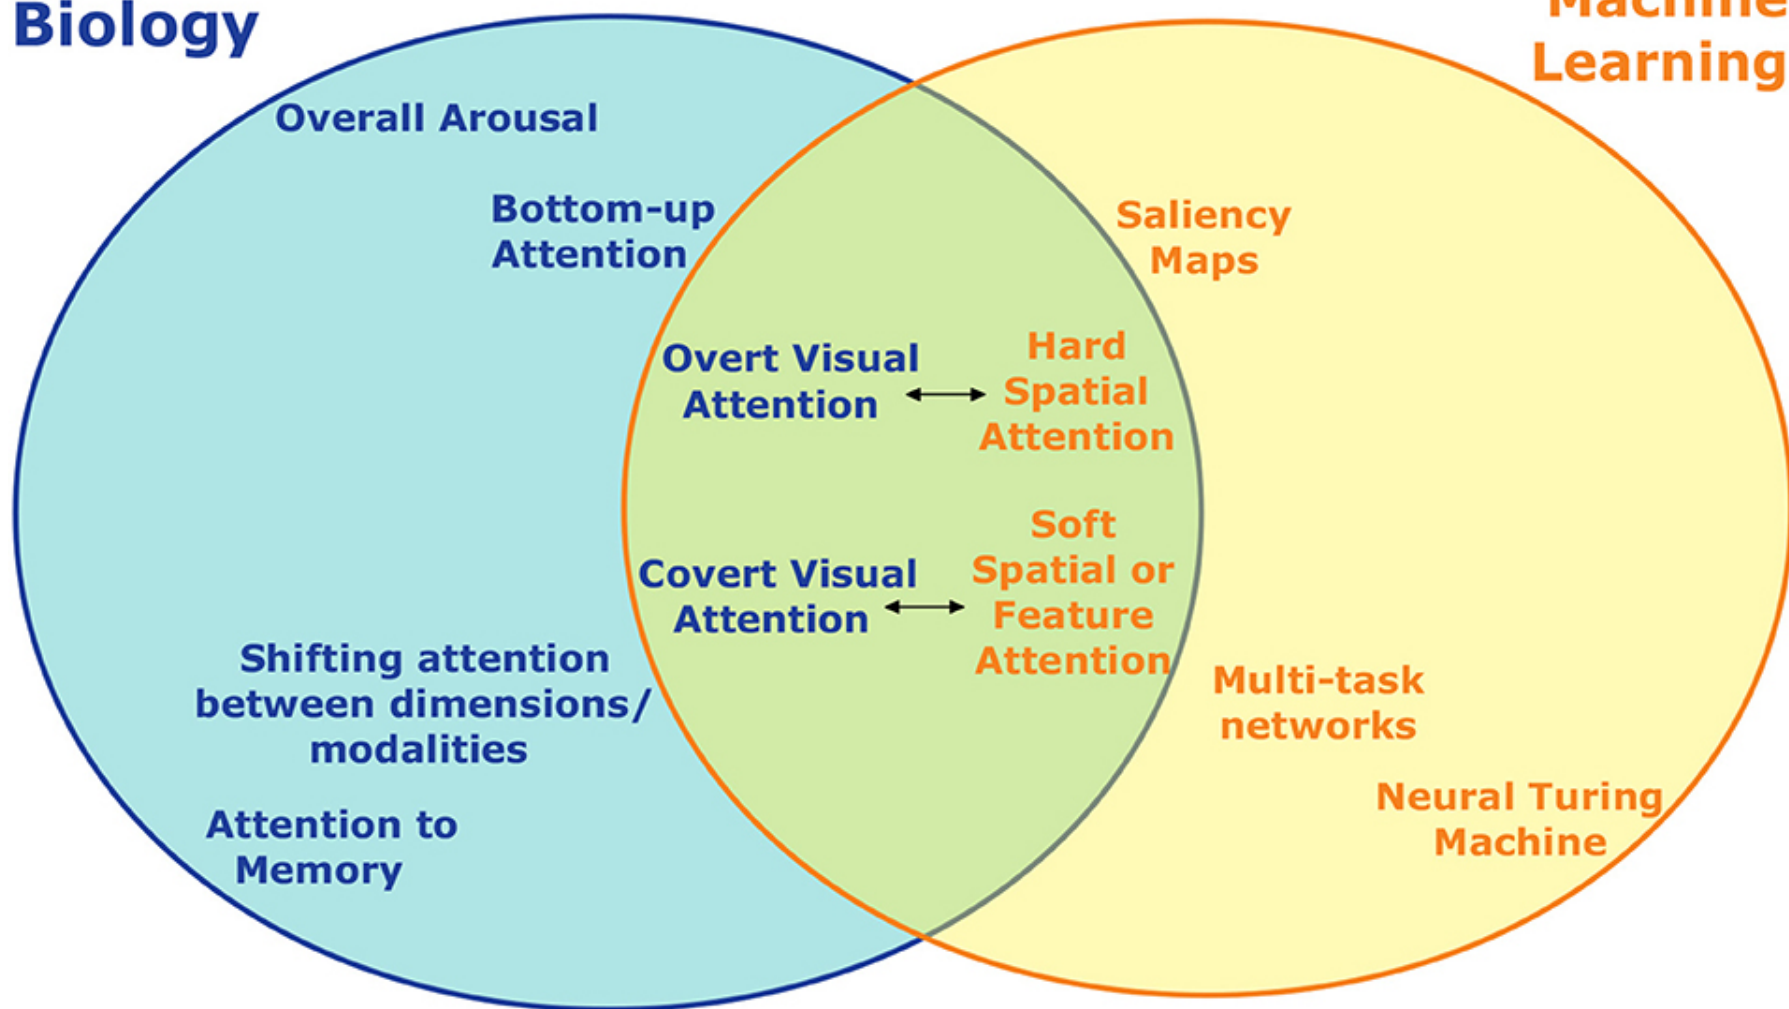 Biology
Machine
Learning
Overall Arousal
Bottom-up
Attention
Saliency
Maps
Overt Visual
Attention
Hard
Spatial
Attention
Covert Visual
Attention
Soft
Spatial or
Feature
Attention
Shifting attention
between dimensions/
modalities
Multi-task
networks
Attention to
Memory
Neural Turing
Machine